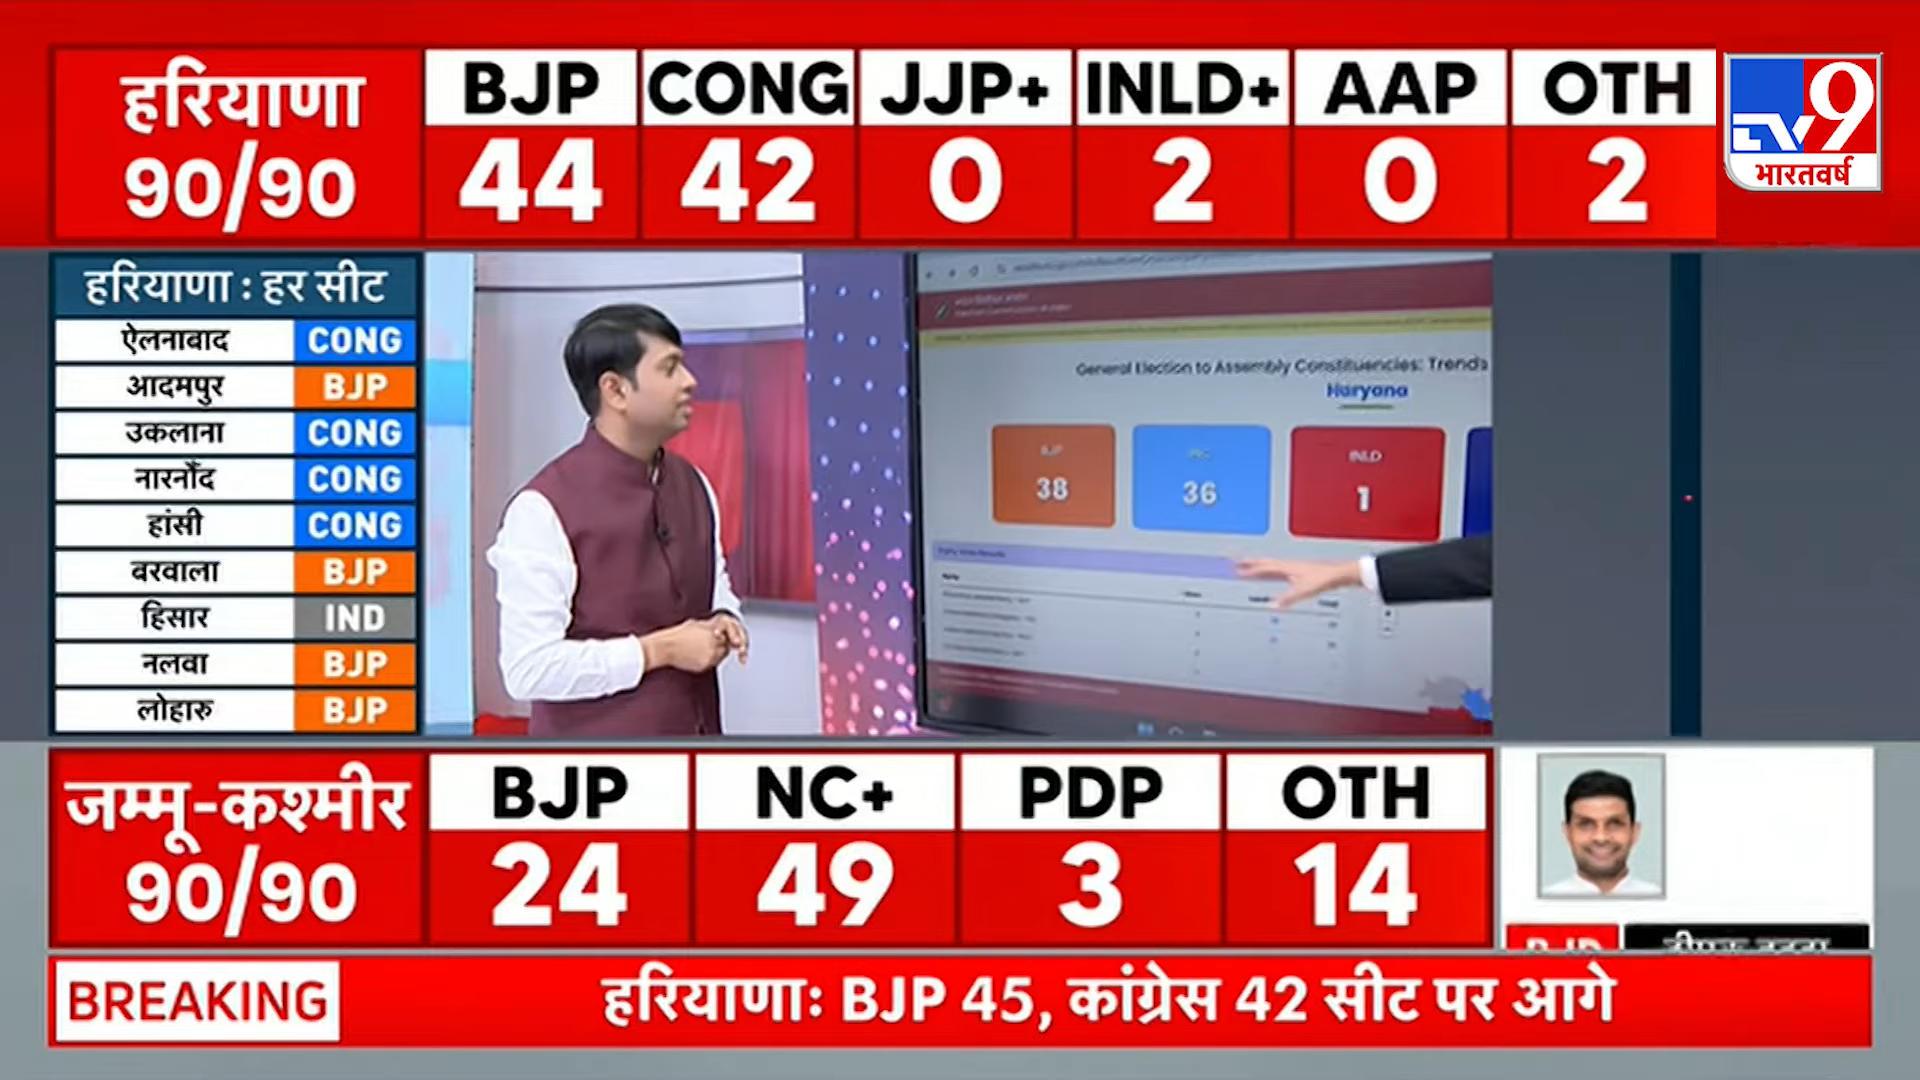 हरियाणा
90/90
BJP CONG JJP+ INLD+ AAP OTH
44 42 0 2 0 2
TV9
भारतवर्ष
हरियाणा : हर सीट
ऐलनाबाद CONG
आदमपुर BJP
उकलाना CONG
नारनौंद CONG
हांसी CONG
बरवाला BJP
हिसार IND
नलवा BJP
लोहारु BJP
General Election to Assembly Constituencies: Trends
Haryana
BJP INLD
38 36 1
जम्मू-कश्मीर
90/90
BJP NC+ PDP OTH
24 49 3 14
BREAKING
हरियाणाः BJP 45, कांग्रेस 42 सीट पर आगे